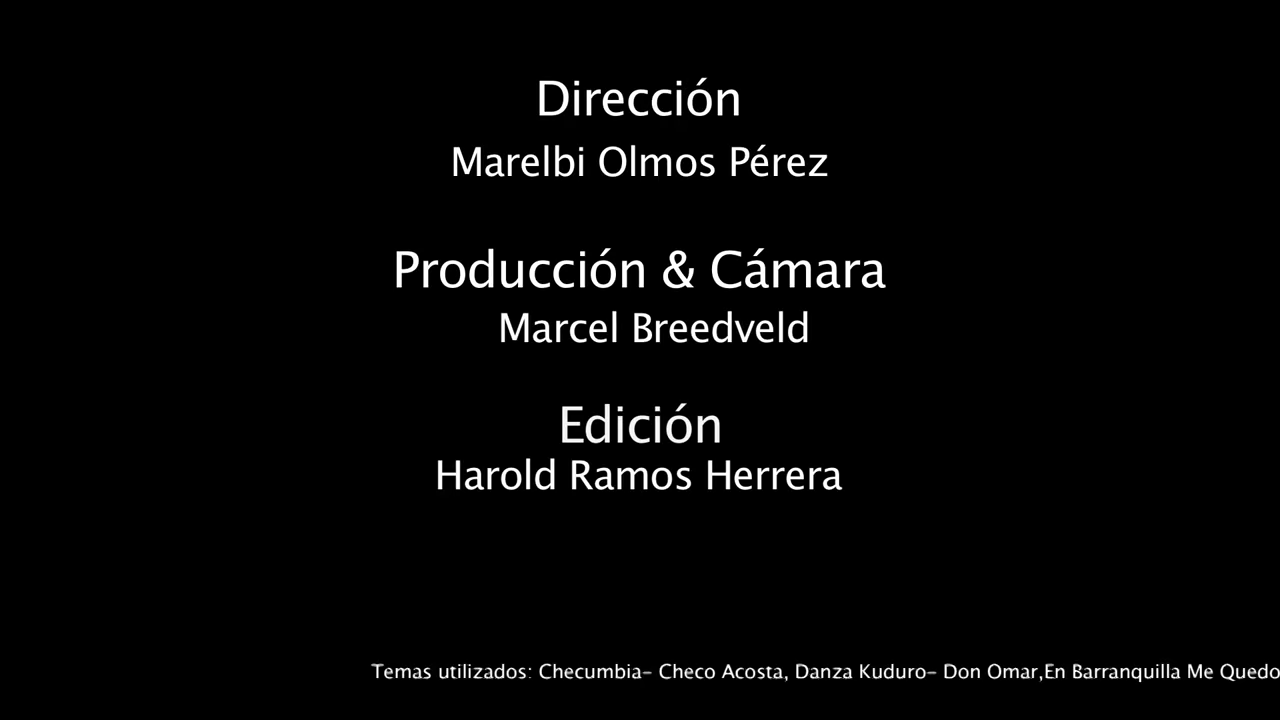 Dirección
Marelbi Olmos Pérez
Producción & Cámara
Marcel Breedveld
Edición
Harold Ramos Herrera
Temas utilizados: Checumbia- Checo Acosta, Danza Kuduro- Don Omar,En Barranquilla Me Quedo